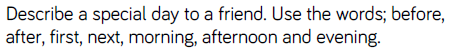 Describe a special day to a friend. Use the words; before,
after, first, next, morning, afternoon and evening.